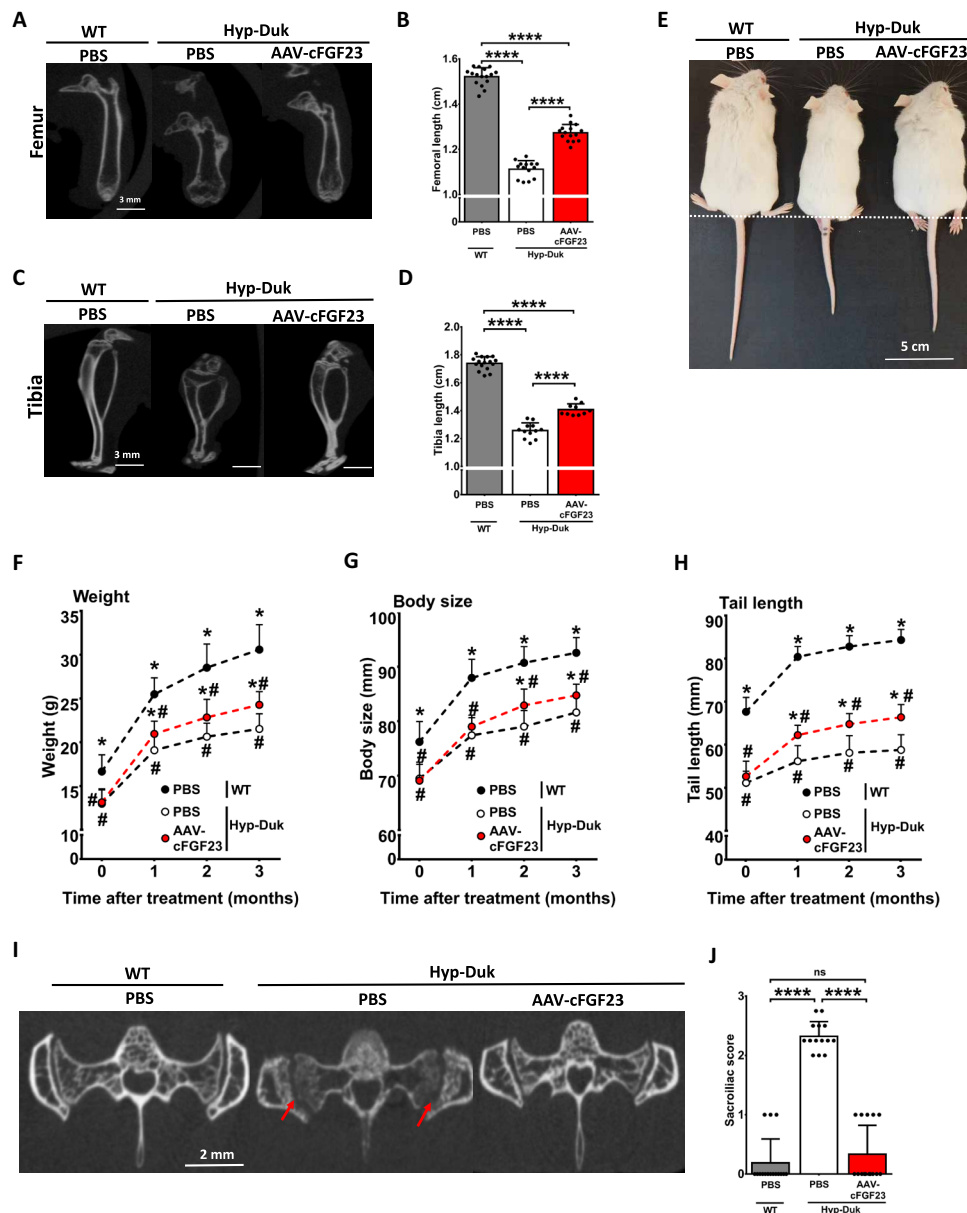 A
WT
Hyp-Duk
PBS
PBS
AAV-cFGF23
Femur
3 mm
B
****
****
****
Femoral length (cm)
1.6
1.4
1.2
1.0
0
PBS
PBS
AAV-
cFGF23
WT
Hyp-Duk
E
WT
Hyp-Duk
PBS
PBS
AAV-cFGF23
5 cm
C
WT
Hyp-Duk
PBS
PBS
AAV-cFGF23
Tibia
3 mm
D
****
****
****
Tibia length (cm)
2.0
1.8
1.6
1.4
1.2
1.0
0
PBS
PBS
AAV-
cFGF23
WT
Hyp-Duk
F
Weight
Weight (g)
35
30
25
20
15
10
0
*
*
*
*
*#
*#
*#
#
#
#
#
#
PBS
WT
PBS
AAV-
cFGF23
Hyp-Duk
0 1 2 3
Time after treatment (months)
G
Body size
Body size (mm)
100
90
80
70
60
0
*
*
*
*
#
#
*#
*#
#
#
#
#
PBS
WT
PBS
AAV-
cFGF23
Hyp-Duk
0 1 2 3
Time after treatment (months)
H
Tail length
Tail length (mm)
90
80
70
60
50
40
0
*
*
*
*
#
*#
*#
*#
#
#
#
#
PBS
WT
PBS
AAV-
cFGF23
Hyp-Duk
0 1 2 3
Time after treatment (months)
I
WT
Hyp-Duk
PBS
PBS
AAV-cFGF23
2 mm
J
ns
****
****
Sacroiliac score
3
2
1
0
PBS
PBS
AAV-
cFGF23
WT
Hyp-Duk